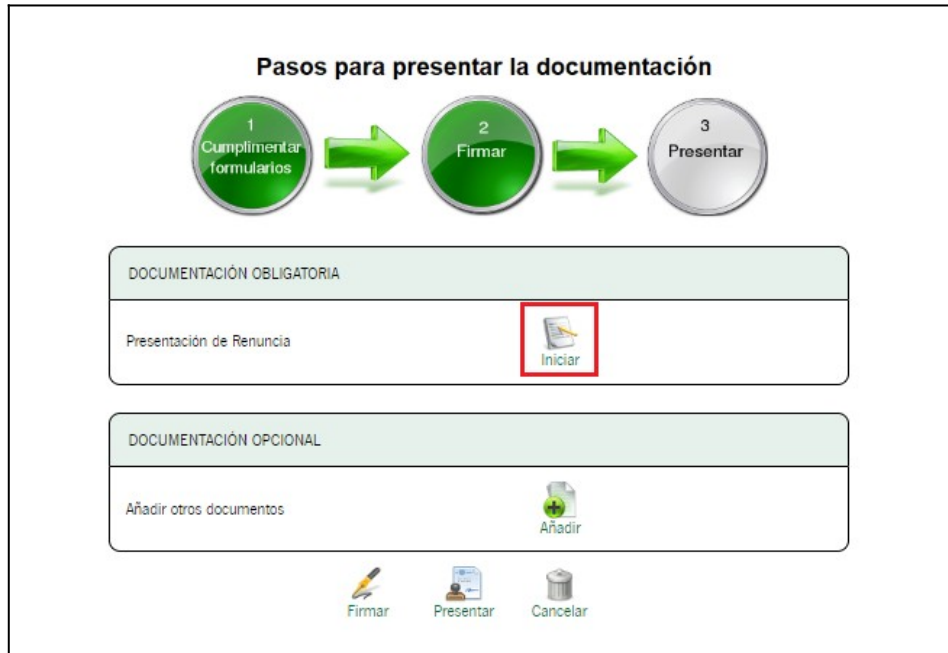 Pasos para presentar la documentación
1
Cumplimentar
formularios
2
Firmar
3
Presentar
DOCUMENTACIÓN OBLIGATORIA
Presentación de Renuncia
Iniciar
DOCUMENTACIÓN OPCIONAL
Añadir otros documentos
Añadir
Firmar
Presentar
Cancelar